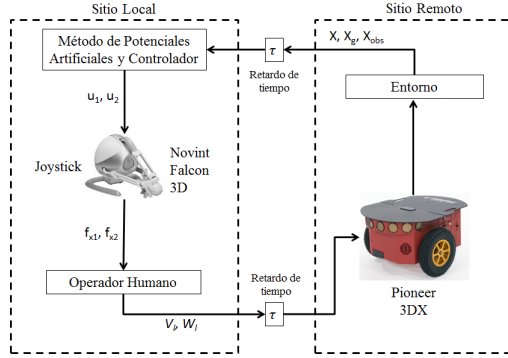 Sitio Local
Sitio Remoto
Método de Potenciales
Artificiales y Controlador
τ
Retardo de
tiempo
X, Xg, Xobs
Entorno
u1, u2
Joystick
Novint
Falcon
3D
fx1, fx2
Operador Humano
Retardo de
tiempo
τ
Vl, Wl
Pioneer
3DX